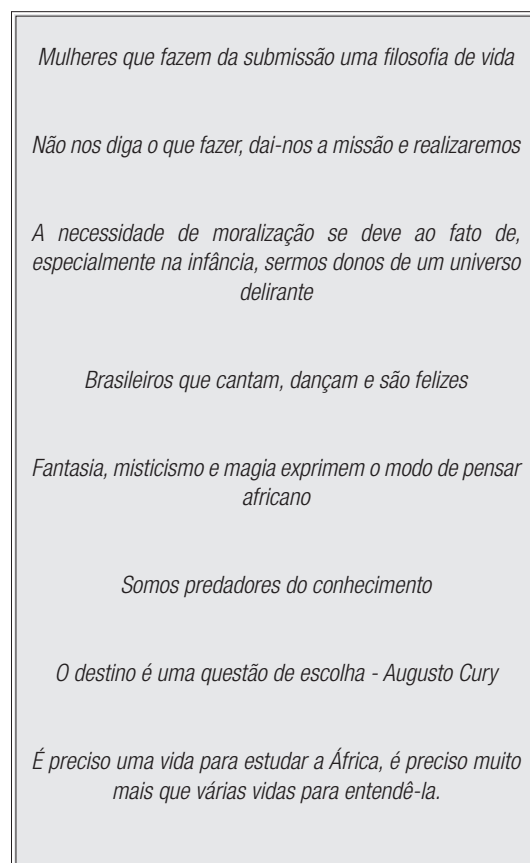 Mulheres que fazem da submissão uma filosofia de vida
Não nos diga o que fazer, dai-nos a missão e realizaremos
A necessidade de moralização se deve ao fato de,
especialmente na infância, sermos donos de um universo
delirante
Brasileiros que cantam, dançam e são felizes
Fantasia, misticismo e magia exprimem o modo de pensar
africano
Somos predadores do conhecimento
O destino é uma questão de escolha - Augusto Cury
É preciso uma vida para estudar a África, é preciso muito
mais que várias vidas para entendê-la.